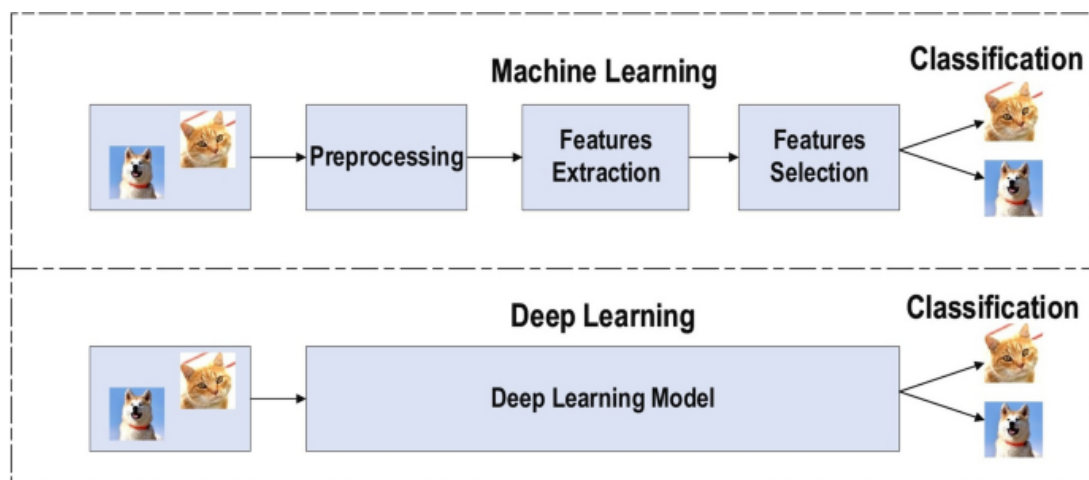 Machine Learning
Classification
Preprocessing
Features
Extraction
Features
Selection
Deep Learning
Classification
Deep Learning Model